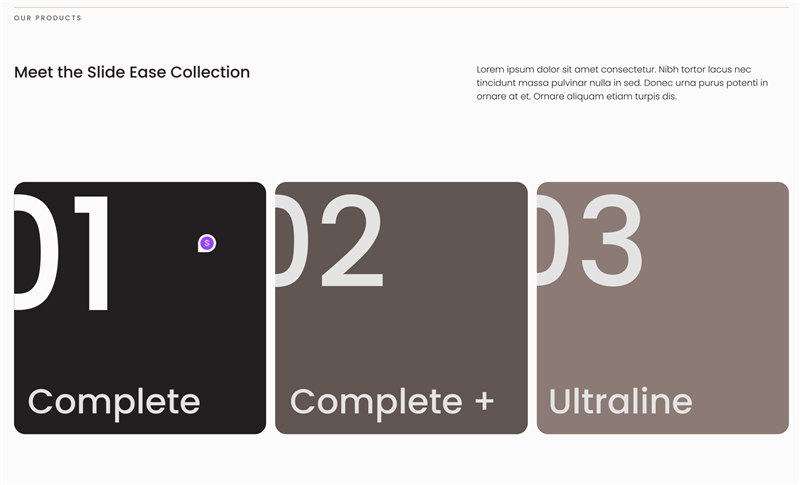 OUR PRODUCTS
Meet the Slide Ease Collection
Lorem ipsum dolor sit amet consectetur. Nibh tortor lacus nec
tincidunt massa pulvinar nulla in sed. Donec urna purus potenti in
ornare at et. Ornare aliquam etiam turpis dis.
01
S
Complete
02
Complete +
03
Ultraline